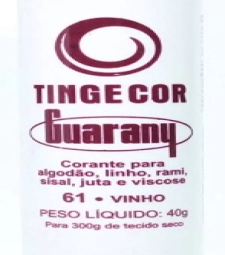 TINGECOR
Guarany
Corante para
algodão, linho, rami,
sisal, juta e viscose
61 • VINHO
PESO LÍQUIDO: 40g
Para 300g de tecido seco